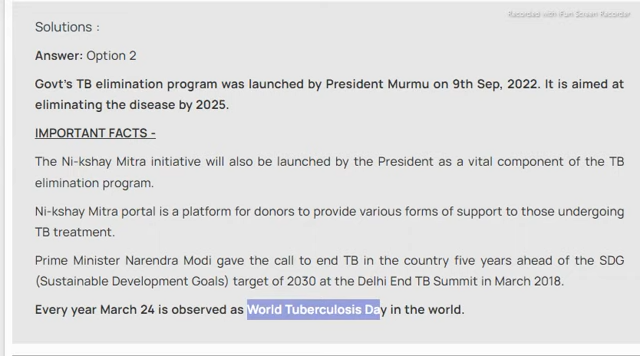 Recorded with iFun Screen Recorder
Solutions :
Answer: Option 2
Govt's TB elimination program was launched by President Murmu on 9th Sep, 2022. It is aimed at
eliminating the disease by 2025.
IMPORTANT FACTS -
The Ni-kshay Mitra initiative will also be launched by the President as a vital component of the TB
elimination program.
Ni-kshay Mitra portal is a platform for donors to provide various forms of support to those undergoing
TB treatment.
Prime Minister Narendra Modi gave the call to end TB in the country five years ahead of the SDG
(Sustainable Development Goals) target of 2030 at the Delhi End TB Summit in March 2018.
Every year March 24 is observed as World Tuberculosis Day in the world.